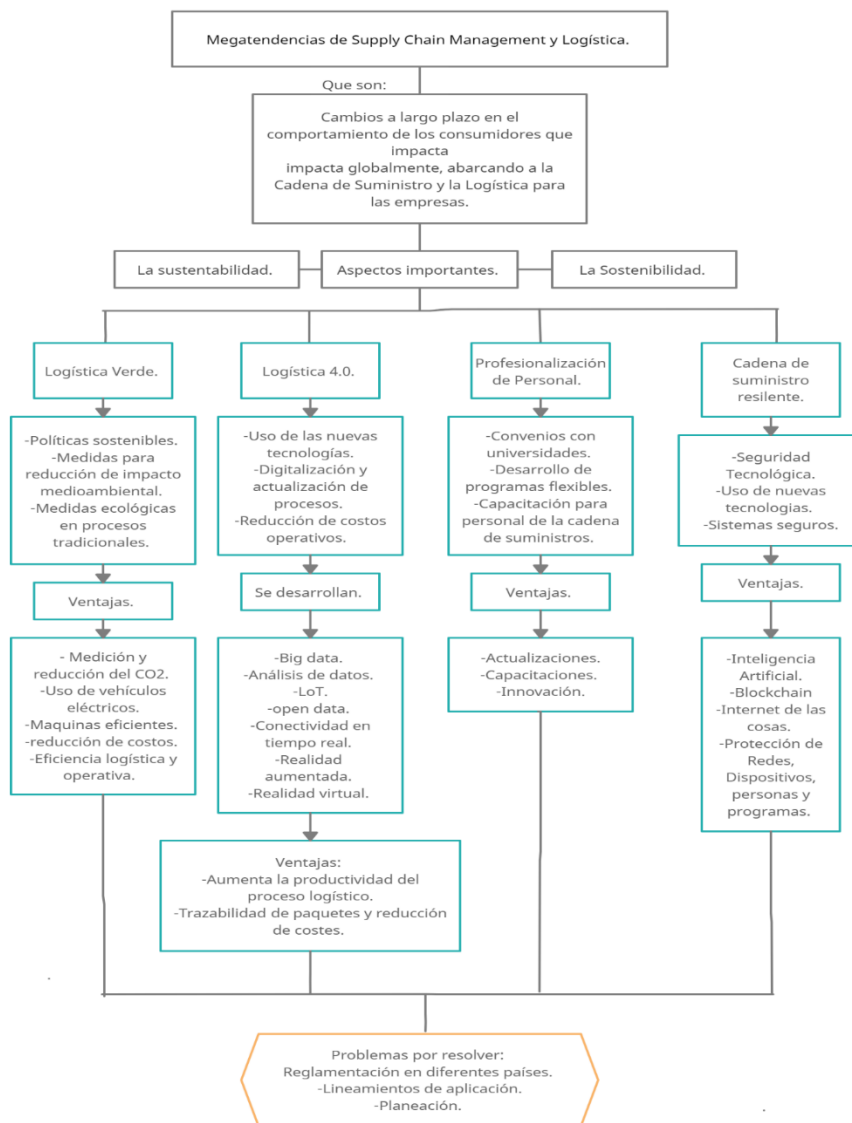 Megatendencias de Supply Chain Management y Logística.
Que son:
Cambios a largo plazo en el
comportamiento de los consumidores que
impacta
impacta globalmente, abarcando a la
Cadena de Suministro y la Logística para
las empresas.
La sustentabilidad.
Aspectos importantes.
La Sostenibilidad.
Logística Verde.
-Políticas sostenibles.
-Medidas para
reducción de impacto
medioambiental.
-Medidas ecológicas
en procesos
tradicionales.
Ventajas.
- Medición y
reducción del CO2.
-Uso de vehículos
eléctricos.
-Maquinas eficientes.
-reducción de costos.
-Eficiencia logística y
operativa.
Logística 4.0.
-Uso de las nuevas
tecnologías.
-Digitalización y
actualización de
procesos.
-Reducción de costos
operativos.
Se desarrollan.
-Big data.
-Análisis de datos.
-LoT.
-open data.
-Conectividad en
tiempo real.
-Realidad
aumentada.
-Realidad virtual.
Ventajas:
-Aumenta la productividad del
proceso logístico.
-Trazabilidad de paquetes y reducción
de costes.
Profesionalización
de Personal.
-Convenios con
universidades.
-Desarrollo de
programas flexibles.
-Capacitación para
personal de la cadena
de suministros.
Ventajas.
-Actualizaciones.
-Capacitaciones.
-Innovación.
Cadena de
suministro
resilente.
-Seguridad
Tecnológica.
-Uso de nuevas
tecnologias.
-Sistemas seguros.
Ventajas.
-Inteligencia
Artificial.
-Blockchain
-Internet de las
cosas.
-Protección de
Redes,
Dispositivos,
personas y
programas.
Problemas por resolver:
Reglamentación en diferentes países.
-Lineamientos de aplicación.
-Planeación.